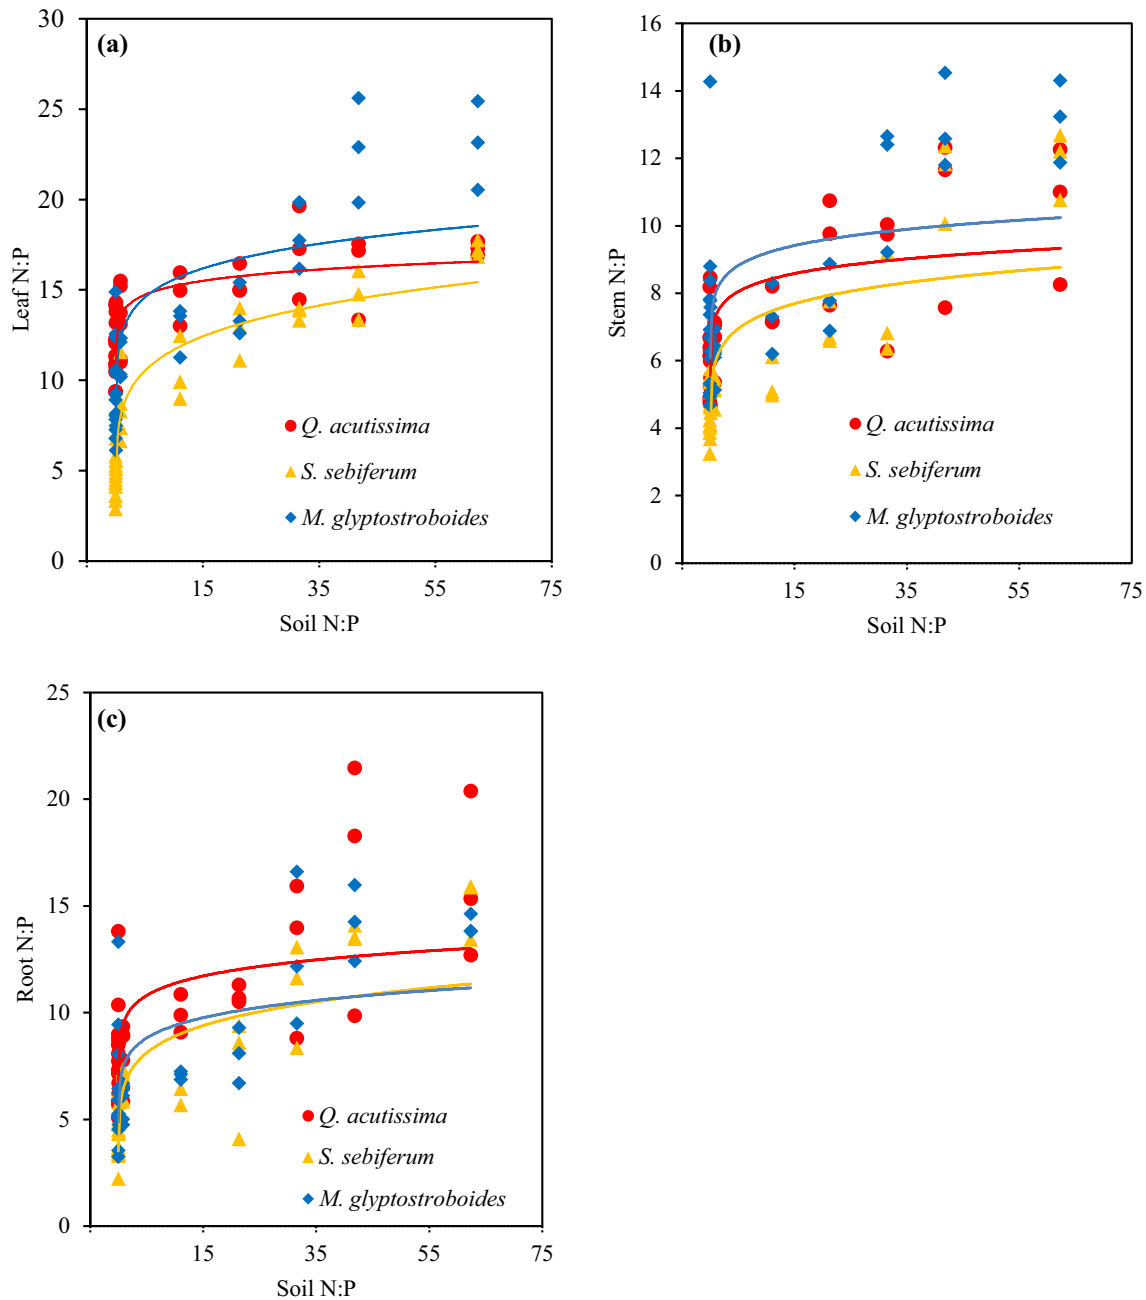 (a)
30
25
20
15
10
5
0
Leaf N:P
15
35
55
75
Soil N:P
Q. acutissima
S. sebiferum
M. glyptostroboides
(b)
16
14
12
10
8
6
4
2
0
Stem N:P
15
35
55
75
Soil N:P
Q. acutissima
S. sebiferum
M. glyptostroboides
(c)
25
20
15
10
5
0
Root N:P
15
35
55
75
Soil N:P
Q. acutissima
S. sebiferum
M. glyptostroboides